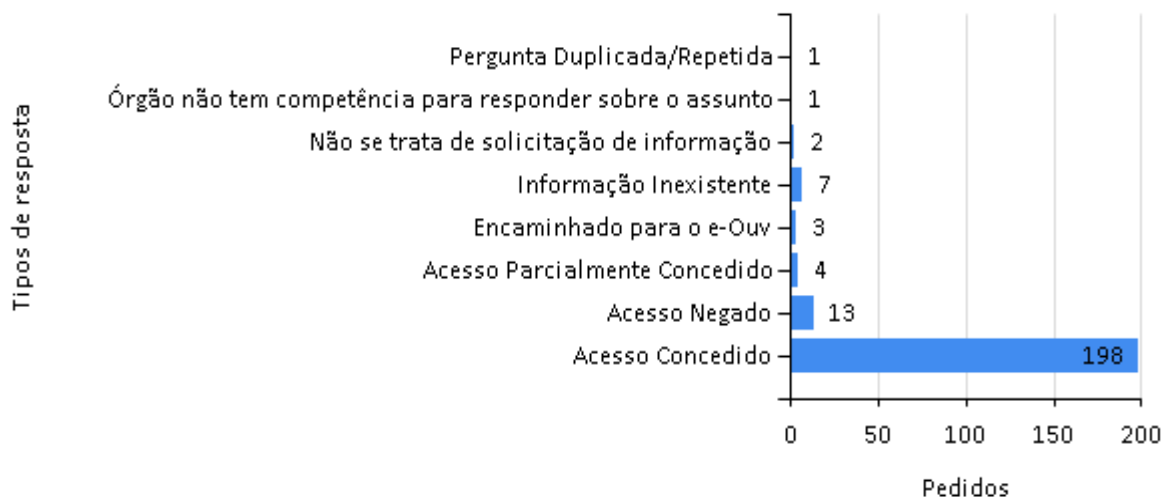 Tipos de resposta
Pergunta Duplicada/Repetida 1
Órgão não tem competência para responder sobre o assunto 1
Não se trata de solicitação de informação 2
Informação Inexistente 7
Encaminhado para o e-Ouv 3
Acesso Parcialmente Concedido 4
Acesso Negado 13
Acesso Concedido 198
0 50 100 150 200
Pedidos